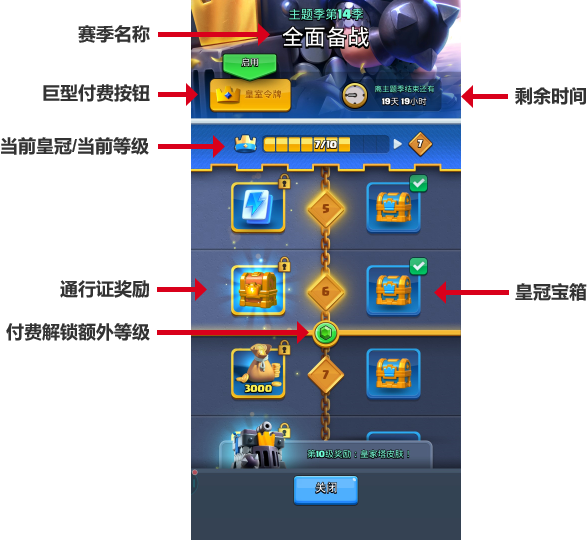 主题季第14季
赛季名称
全面备战
启用
巨型付费按钮
皇室令牌
离主题季结束还有
19天 19小时
剩余时间
当前皇冠/当前等级
7/10
7
5
通行证奖励
6
皇冠宝箱
付费解锁额外等级
7
3000
第10级奖励:皇家塔皮肤!
关闭